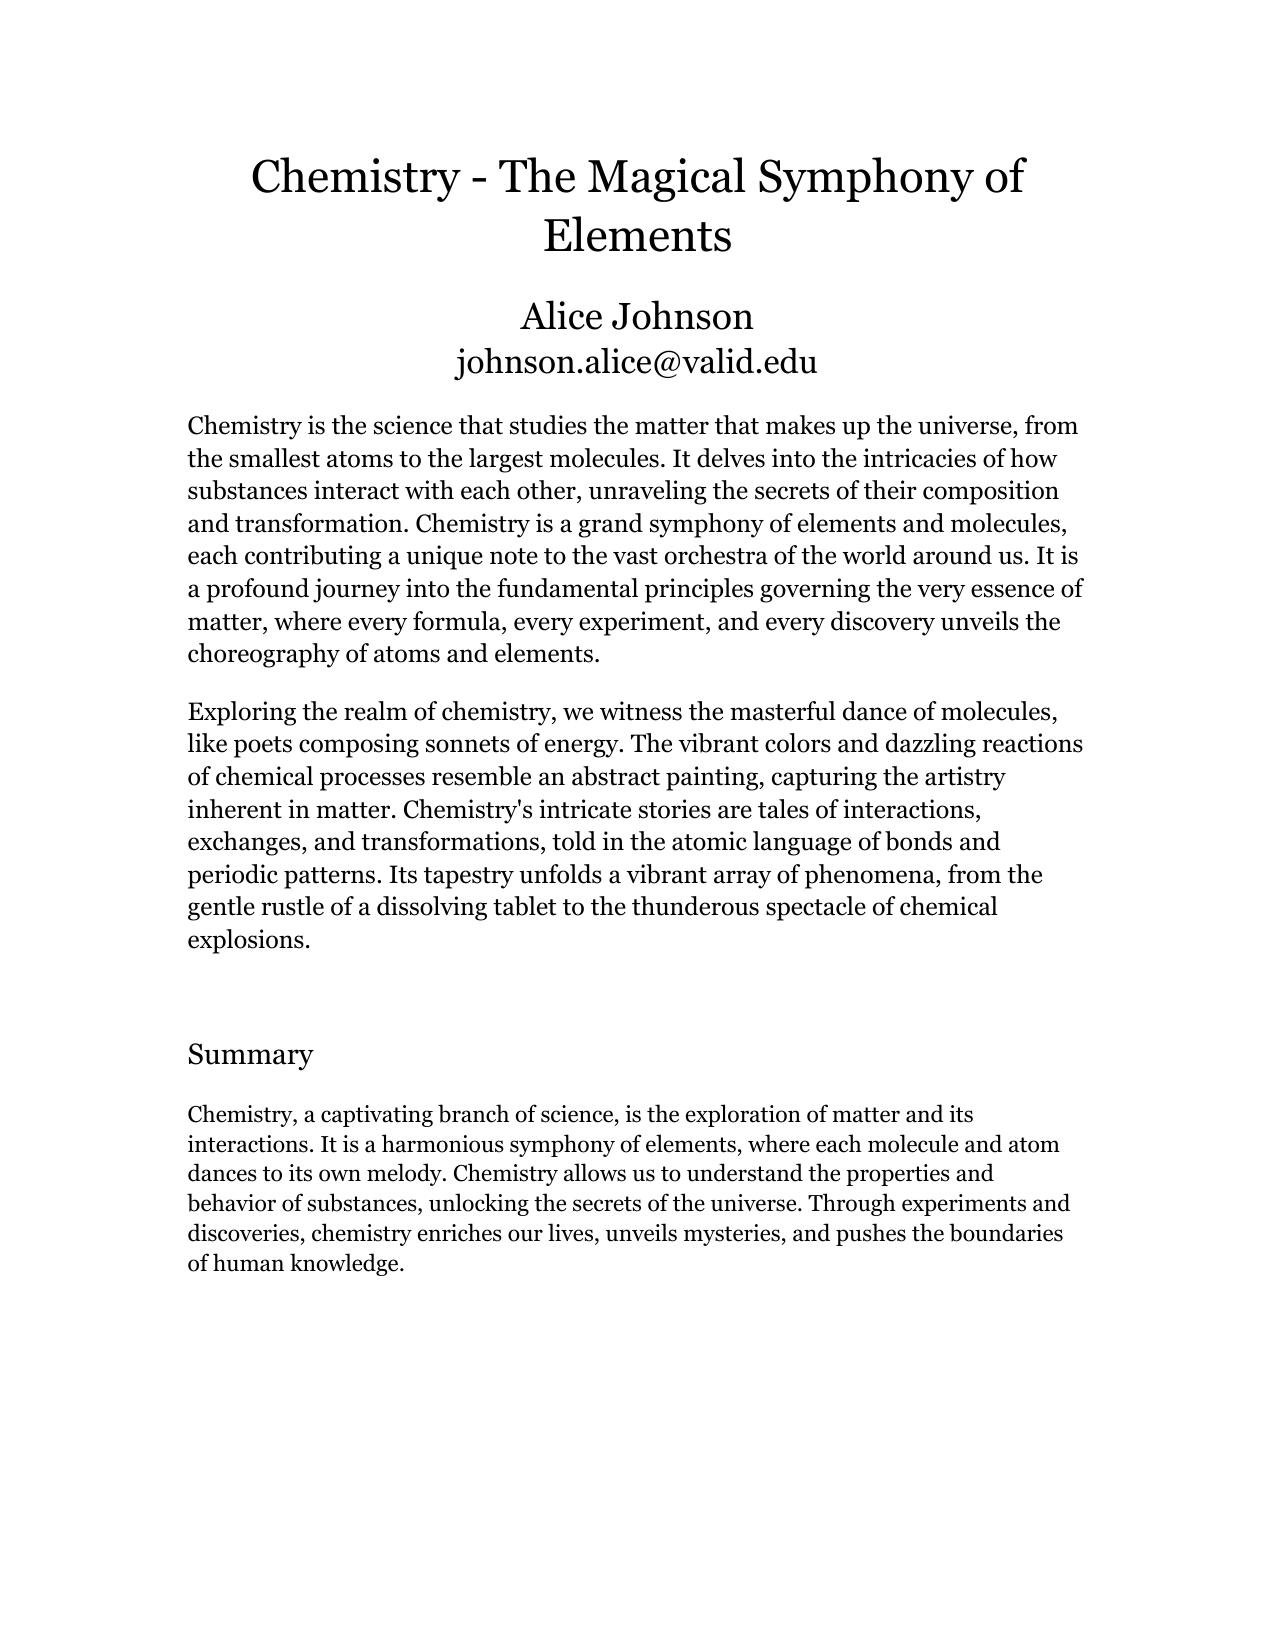 Chemistry - The Magical Symphony of
Elements
Alice Johnson
johnson.alice@valid.edu
Chemistry is the science that studies the matter that makes up the universe, from
the smallest atoms to the largest molecules. It delves into the intricacies of how
substances interact with each other, unraveling the secrets of their composition
and transformation. Chemistry is a grand symphony of elements and molecules,
each contributing a unique note to the vast orchestra of the world around us. It is
a profound journey into the fundamental principles governing the very essence of
matter, where every formula, every experiment, and every discovery unveils the
choreography of atoms and elements.
Exploring the realm of chemistry, we witness the masterful dance of molecules,
like poets composing sonnets of energy. The vibrant colors and dazzling reactions
of chemical processes resemble an abstract painting, capturing the artistry
inherent in matter. Chemistry's intricate stories are tales of interactions,
exchanges, and transformations, told in the atomic language of bonds and
periodic patterns. Its tapestry unfolds a vibrant array of phenomena, from the
gentle rustle of a dissolving tablet to the thunderous spectacle of chemical
explosions.
Summary
Chemistry, a captivating branch of science, is the exploration of matter and its
interactions. It is a harmonious symphony of elements, where each molecule and atom
dances to its own melody. Chemistry allows us to understand the properties and
behavior of substances, unlocking the secrets of the universe. Through experiments and
discoveries, chemistry enriches our lives, unveils mysteries, and pushes the boundaries
of human knowledge.